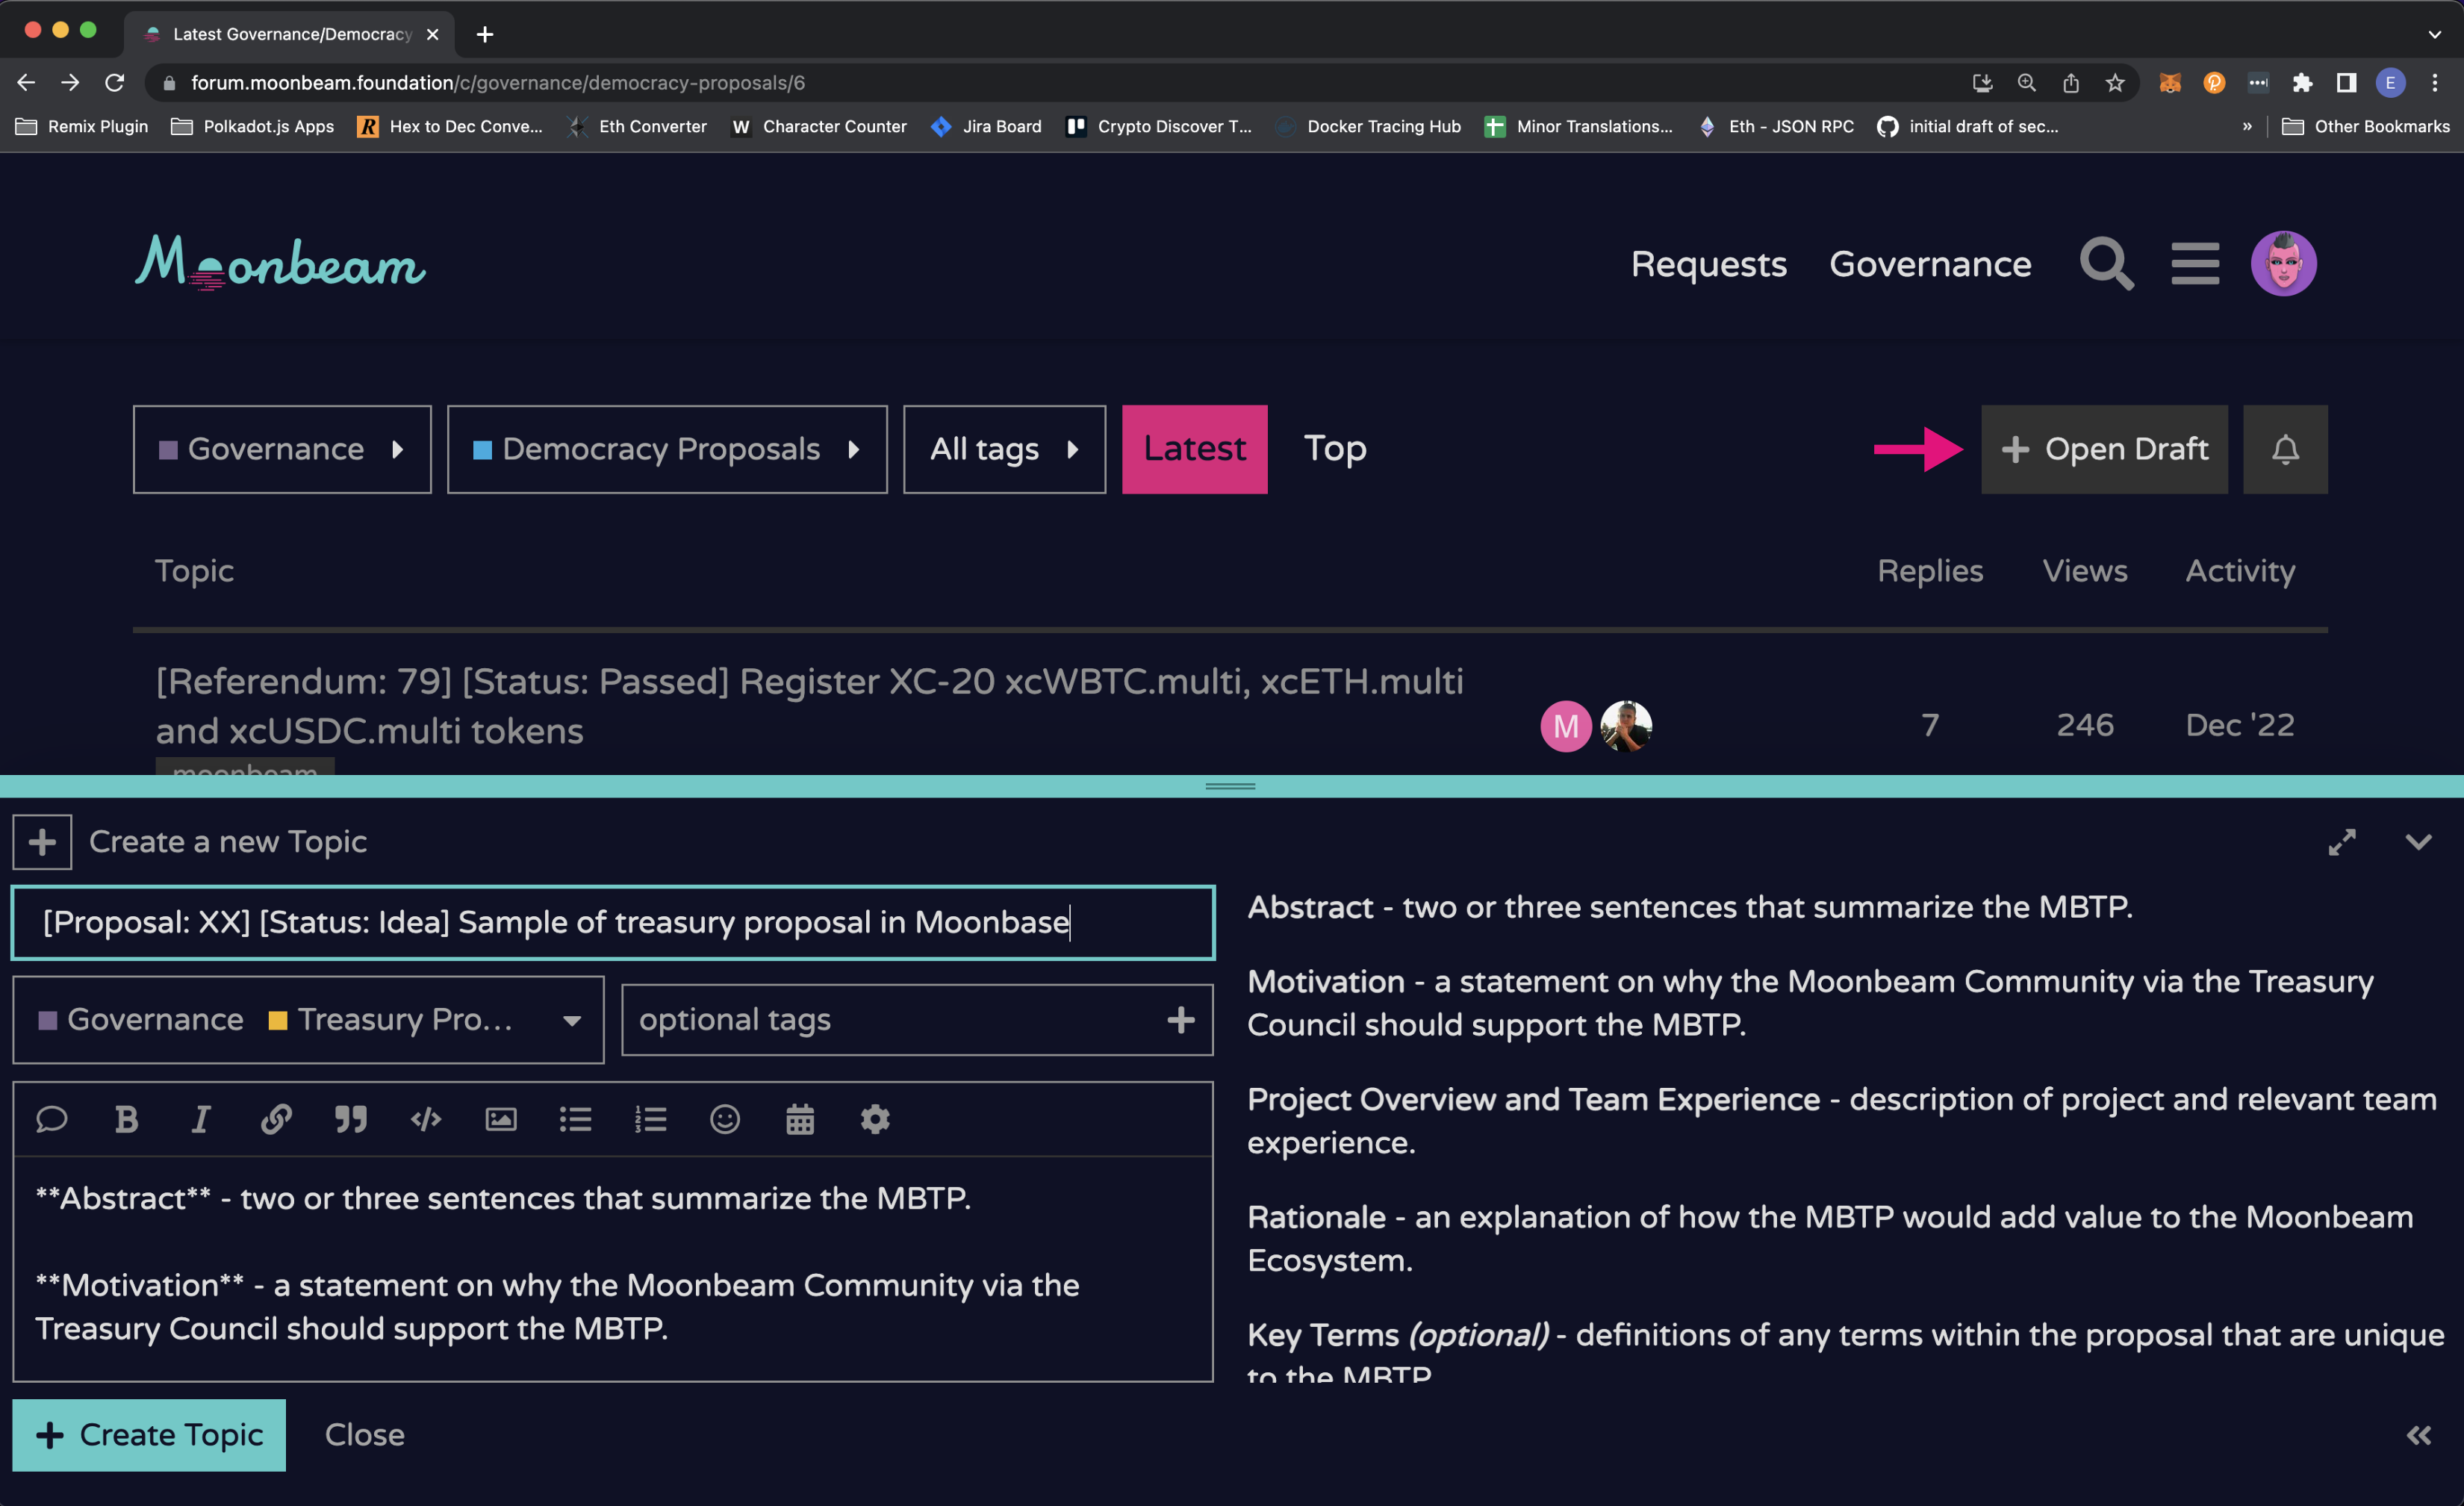 Latest Governance/Democracy
forum.moonbeam.foundation/c/governance/democracy-proposals/6
E
Remix Plugin
Polkadot.js Apps
R
Hex to Dec Conve...
Eth Converter
W
Character Counter
Jira Board
Crypto Discover T...
Docker Tracing Hub
Minor Translations...
Eth - JSON RPC
initial draft of sec...
»
Other Bookmarks
Moonbeam
Requests
Governance
Governance
Democracy Proposals
All tags
Latest
Top
+ Open Draft
Topic
Replies
Views
Activity
[Referendum: 79] [Status: Passed] Register XC-20 xcWBTC.multi, xcETH.multi
and xcUSDC.multi tokens
moonbeam
M
7
246
Dec '22
Create a new Topic
[Proposal: XX] [Status: Idea] Sample of treasury proposal in Moonbase
Governance
Treasury Pro...
optional tags
**Abstract** - two or three sentences that summarize the MBTP.
**Motivation** - a statement on why the Moonbeam Community via the
Treasury Council should support the MBTP.
Abstract - two or three sentences that summarize the MBTP.
Motivation - a statement on why the Moonbeam Community via the Treasury
Council should support the MBTP.
Project Overview and Team Experience - description of project and relevant team
experience.
Rationale - an explanation of how the MBTP would add value to the Moonbeam
Ecosystem.
Key Terms (optional) - definitions of any terms within the proposal that are unique
to the MBTP
+ Create Topic
Close